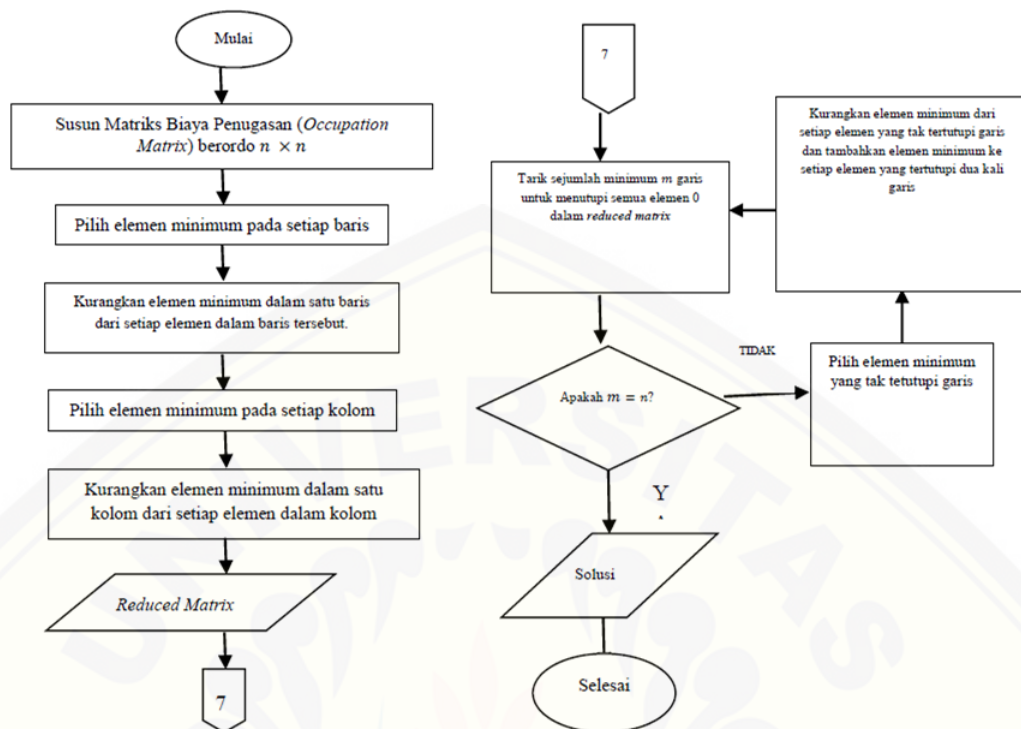 Mulai
Susun Matriks Biaya Penugasan (Occupation
Matrix) berordo n × n
Pilih elemen minimum pada setiap baris
Kurangkan elemen minimum dalam satu baris
dari setiap elemen dalam baris tersebut.
Pilih elemen minimum pada setiap kolom
Kurangkan elemen minimum dalam satu
kolom dari setiap elemen dalam kolom
Reduced Matrix
7
7
Tarik sejumlah minimum m garis
untuk menutupi semua elemen 0
dalam reduced matrix
Apakah m = n?
TIDAK
Pilih elemen minimum
yang tak tetutupi garis
Kurangkan elemen minimum dari
setiap elemen yang tak tertutupi garis
dan tambahkan elemen minimum ke
setiap elemen yang tertutupi dua kali
garis
Y
Solusi
Selesai
UNIVERSITAS